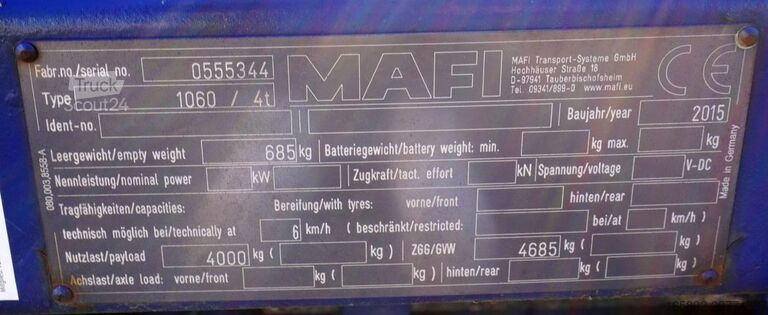 Fabr.no./serial no. 0555344
MAFI
MAFI Transport-Systeme GmbH
Hochhäuser Straße 18
D-97941 Tauberbischofsheim
Tel. 09341/899-0 www.mafi.eu
CE
Type 1060 / 4t
Truck
Scout24
Ident-no.
Baujahr/year 2015
Leergewicht/empty weight 685 kg Batteriegewicht/battery weight: min. kg max. kg
Nennleistung/nominal power kW Zugkraft/tact. effort kN Spannung/voltage V-DC
Tragfähigkeiten/capacities: Bereifung/with tyres: vorne/front hinten/rear
technisch möglich bei/technically at 6 km/h (beschränkt/restricted: bei/at km/h)
Nutzlast/payload 4000 kg ( kg) ZGG/GVW 4685 kg ( kg)
Achslast/axle load: vorne/front kg ( kg) hinten/rear kg ( kg)
080.003.8558-A
Made in Germany